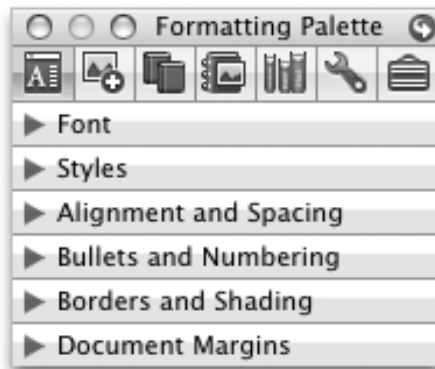 Formatting Palette
A
Font
Styles
Alignment and Spacing
Bullets and Numbering
Borders and Shading
Document Margins